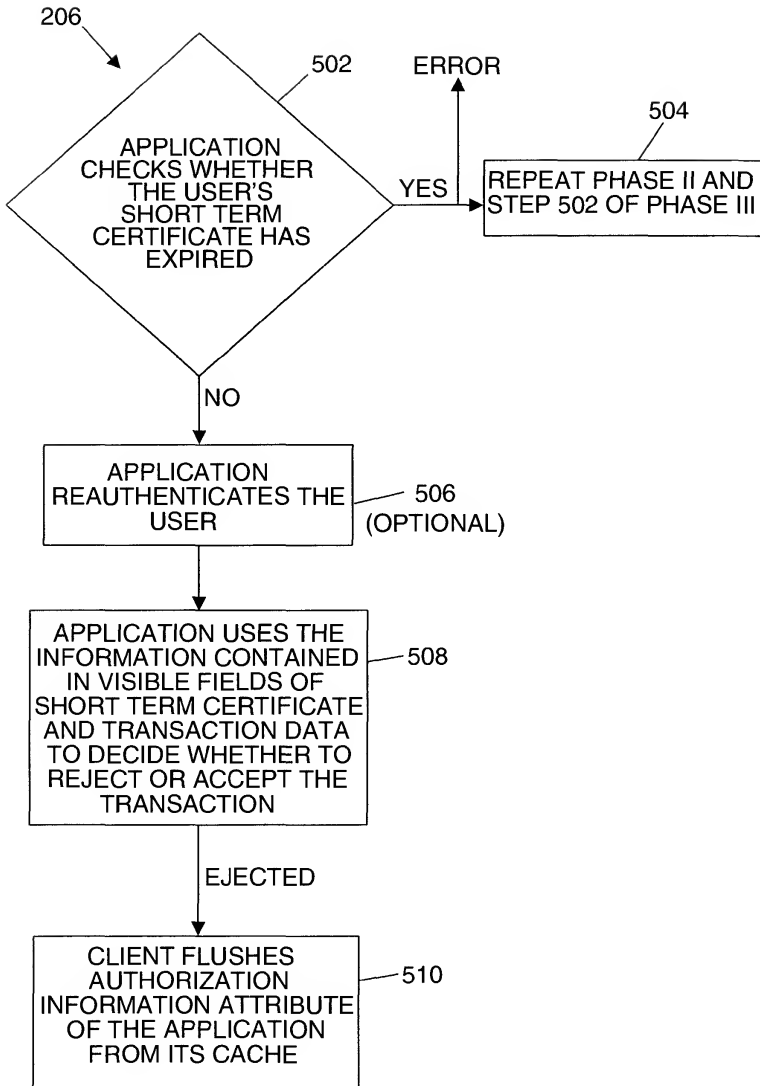 206
502
APPLICATION
CHECKS WHETHER
THE USER'S
SHORT TERM
CERTIFICATE HAS
EXPIRED
ERROR
YES
504
REPEAT PHASE II AND
STEP 502 OF PHASE III
NO
APPLICATION
REAUTHENTICATES THE
USER
506
(OPTIONAL)
APPLICATION USES THE
INFORMATION CONTAINED
IN VISIBLE FIELDS OF
SHORT TERM CERTIFICATE
AND TRANSACTION DATA
TO DECIDE WHETHER TO
REJECT OR ACCEPT THE
TRANSACTION
508
EJECTED
CLIENT FLUSHES
AUTHORIZATION
INFORMATION ATTRIBUTE
OF THE APPLICATION
FROM ITS CACHE
510